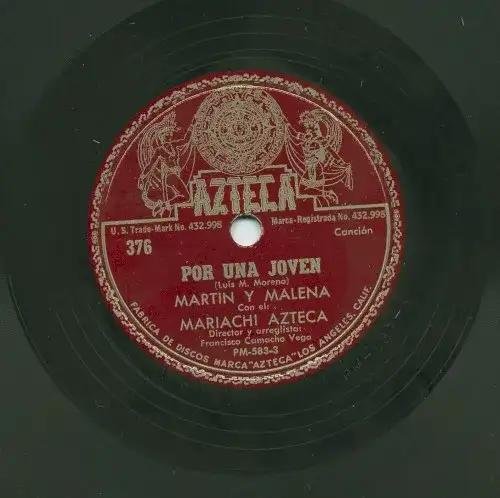 AZTECA
U. S. Trade-Mark No. 432.998 Marca-Registrada No. 432.998
376 Canción
POR UNA JOVEN
(Luis M. Moreno)
MARTIN Y MALENA
Con el:
MARIACHI AZTECA
Director y arreglista:
Francisco Camacho Vega
PM-583-3
FABRICA DE DISCOS MARCA "AZTECA" LOS ANGELES, CALIF.